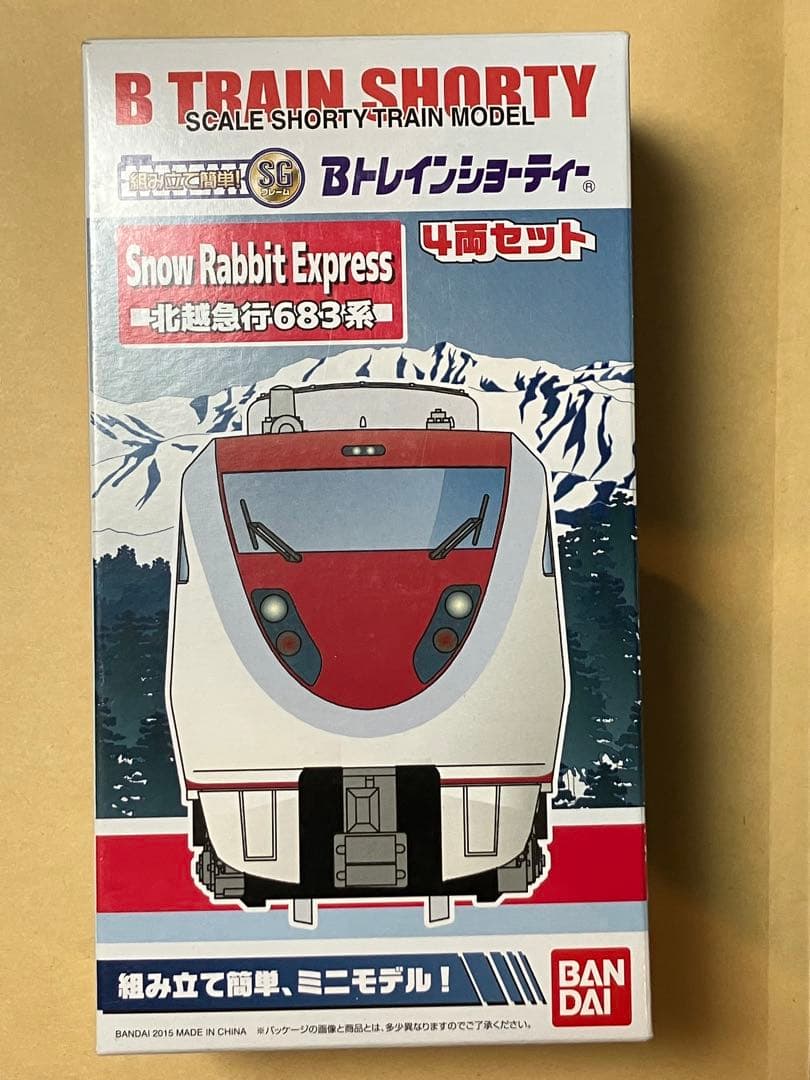 B TRAIN SHORTY
SCALE SHORTY TRAIN MODEL
組み立て簡単!
SG
フレーム
Bトレインショーティー®
Snow Rabbit Express
北越急行683系
4両セット
組み立て簡単、ミニモデル!
BAN
DAI
BANDAI 2015 MADE IN CHINA ※パッケージの画像と商品とは、多少異なりますのでご了承ください。